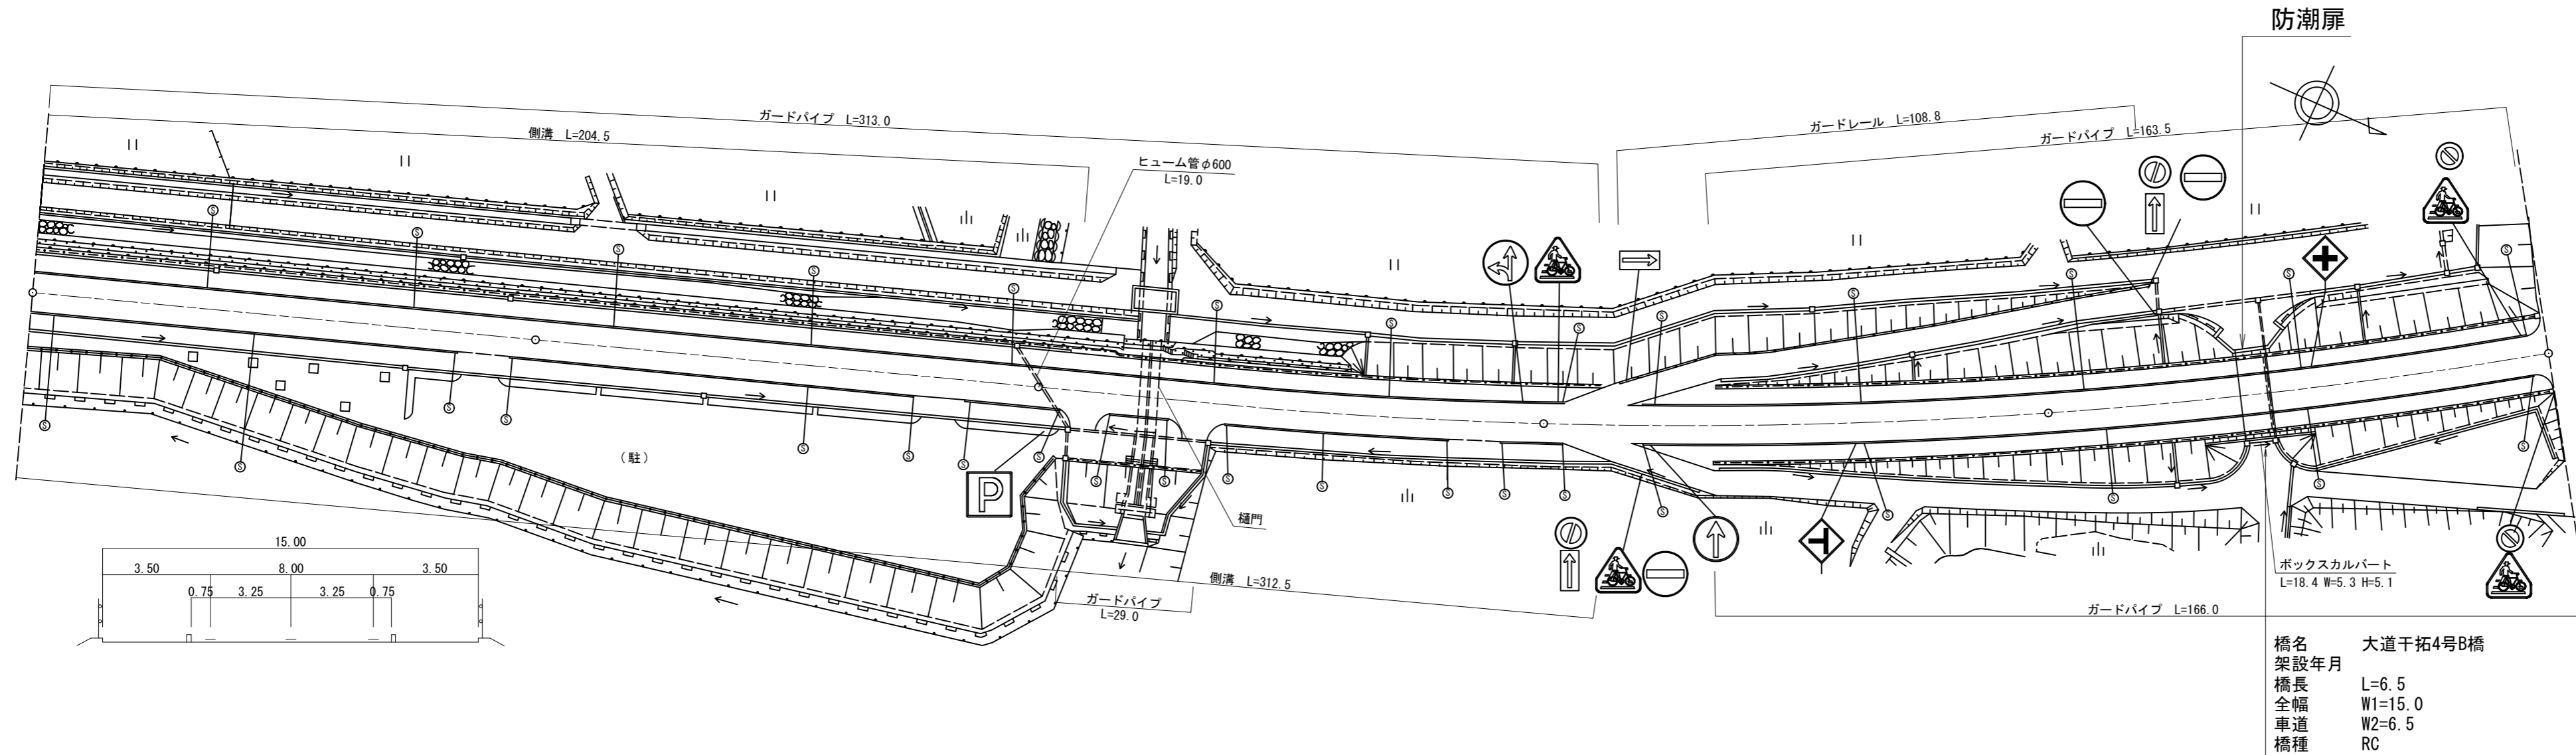 防潮扉
ガードパイプ L=313.0
側溝 L=204.5
ガードレール L=108.8
ガードパイプ L=163.5
ヒューム管φ600
L=19.0
(駐)
P
樋門
側溝 L=312.5
ガードパイプ
L=29.0
ボックスカルバート
L=18.4 W=5.3 H=5.1
ガードパイプ L=166.0
15.00
3.50 8.00 3.50
0.75 3.25 3.25 0.75
橋名 大道干拓4号B橋
架設年月
橋長 L=6.5
全幅 W1=15.0
車道 W2=6.5
橋種 RC